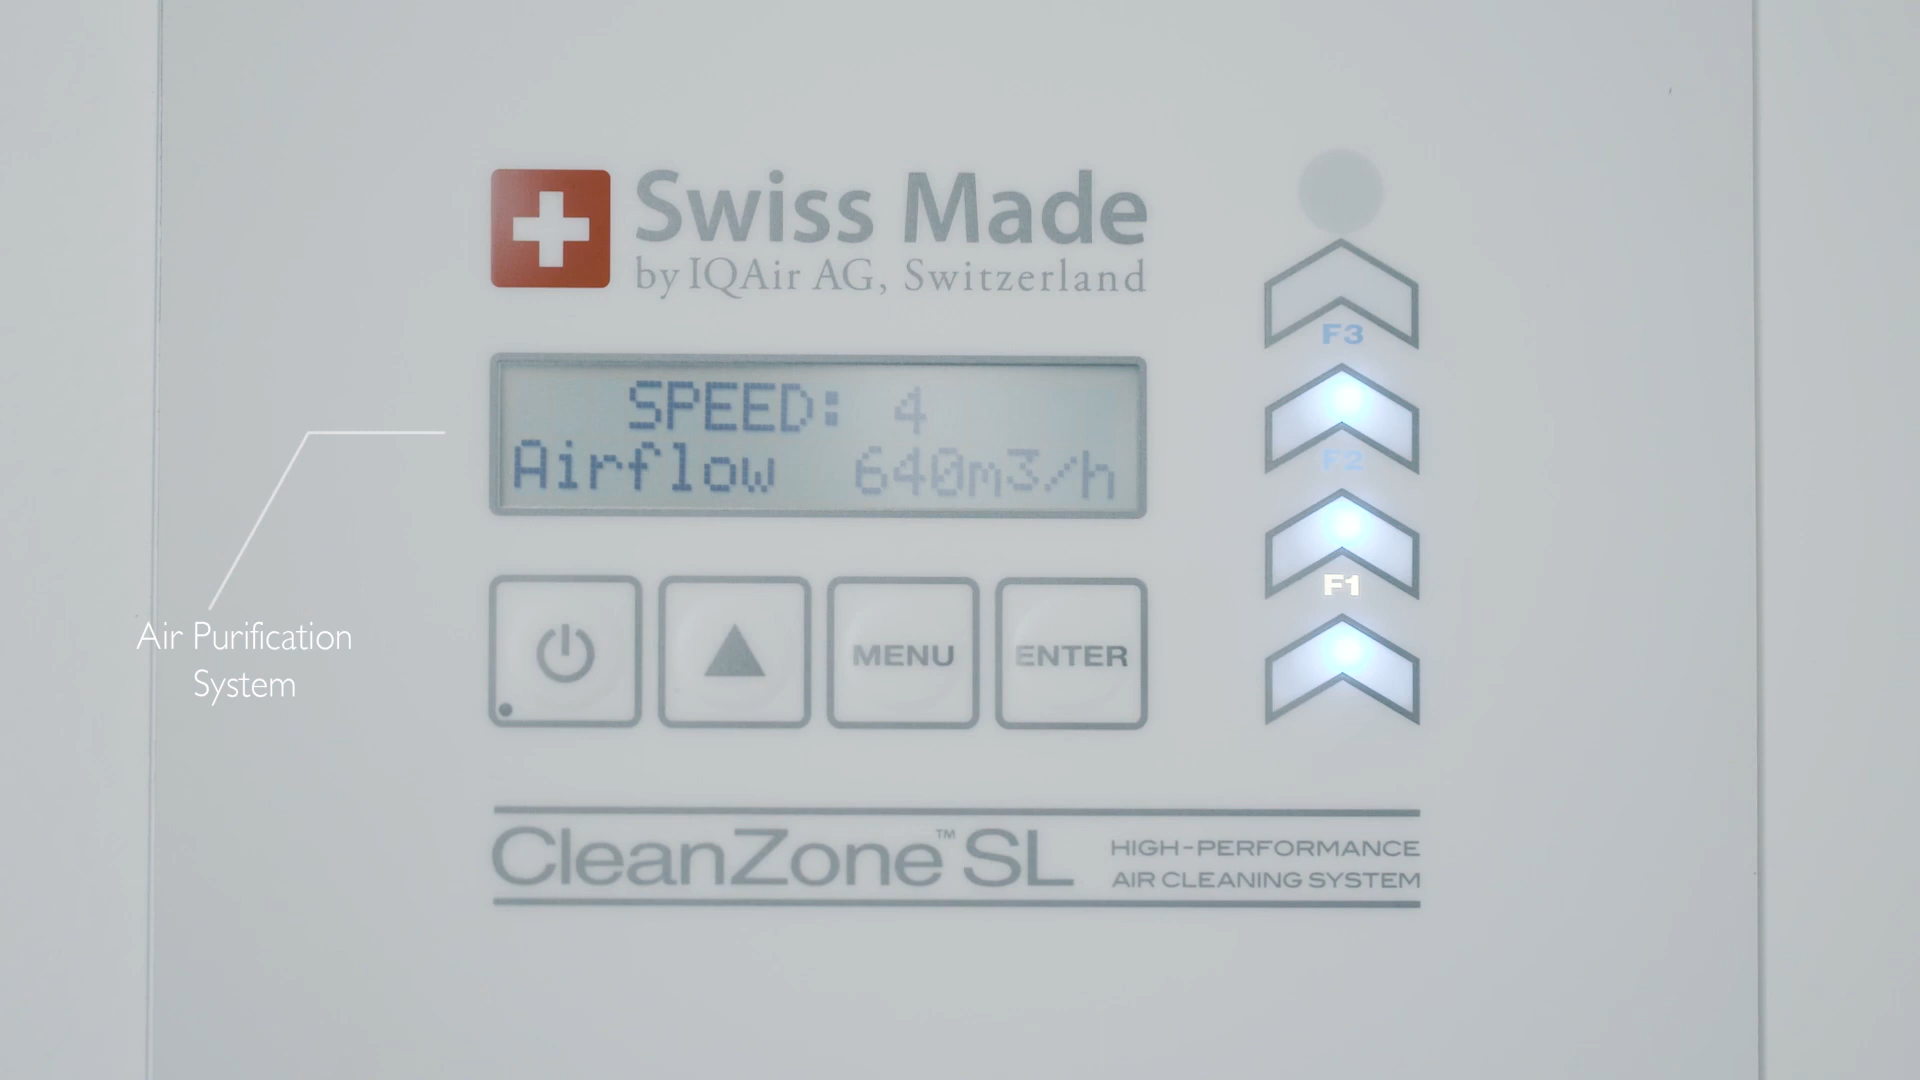 Swiss Made
by IQAir AG, Switzerland
SPEED: 4
Airflow 640m3/h
Air Purification
System
MENU
ENTER
F3
F2
F1
CleanZone™ SL
HIGH-PERFORMANCE
AIR CLEANING SYSTEM